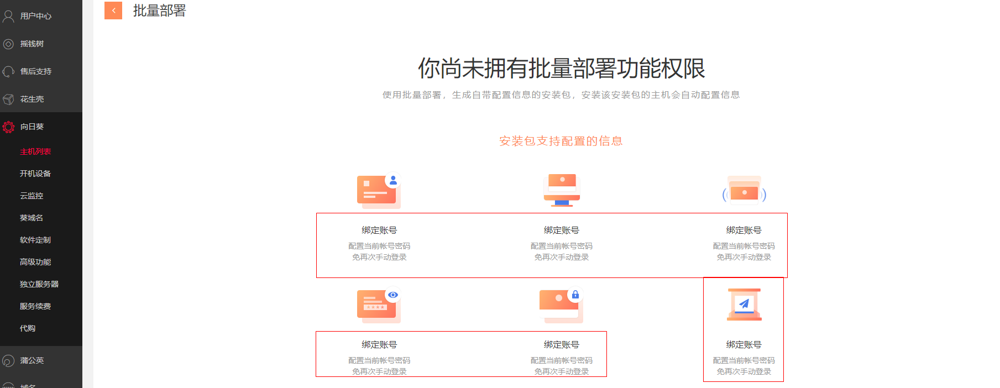 用户中心
摇钱树
售后支持
花生壳
向日葵
主机列表
开机设备
云监控
葵域名
软件定制
高级功能
独立服务器
服务续费
代购
蒲公英
域名
批量部署
你尚未拥有批量部署功能权限
使用批量部署，生成自带配置信息的安装包，安装该安装包的主机会自动配置信息
安装包支持配置的信息
绑定账号
配置当前帐号密码
免再次手动登录
绑定账号
配置当前帐号密码
免再次手动登录
绑定账号
配置当前帐号密码
免再次手动登录
****
绑定账号
配置当前帐号密码
免再次手动登录
绑定账号
配置当前帐号密码
免再次手动登录
绑定账号
配置当前帐号密码
免再次手动登录